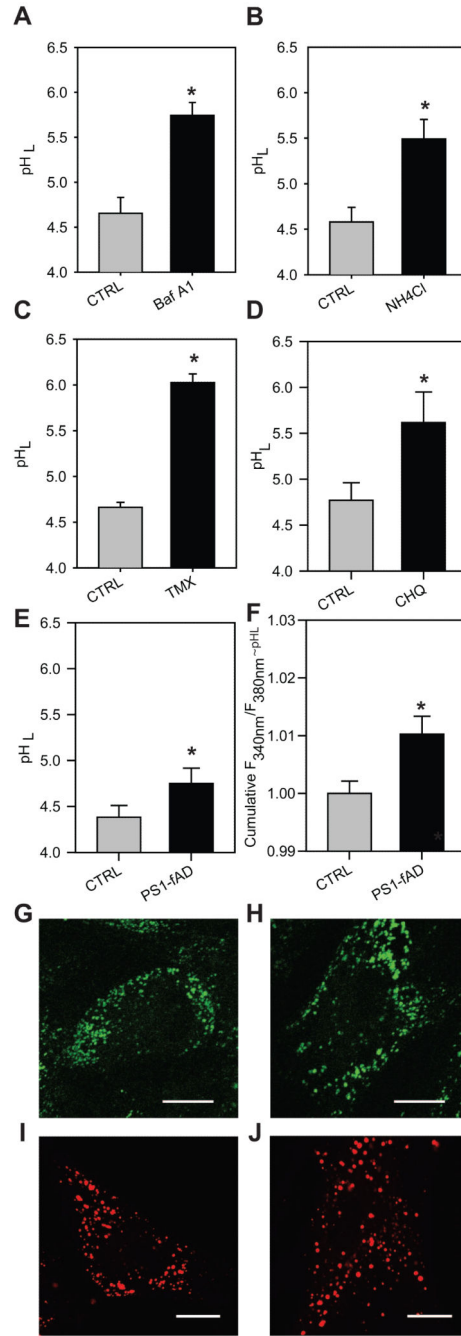 A
B
6.5
6.0
5.5
5.0
4.5
4.0
pH L
*
CTRL
Baf A1
6.5
6.0
5.5
5.0
4.5
4.0
pHL
*
CTRL
NH4Cl
C
D
6.5
6.0
5.5
5.0
4.5
4.0
pHL
*
CTRL
TMX
6.5
6.0
5.5
5.0
4.5
4.0
pHL
*
CTRL
CHQ
E
F
6.5
6.0
5.5
5.0
4.5
4.0
pH L
*
CTRL
PS1-fAD
1.03
1.02
1.01
1.00
0.99
Cumulative F340nm/F380nm~pHL
*
*
CTRL
PS1-fAD
G
H
I
J